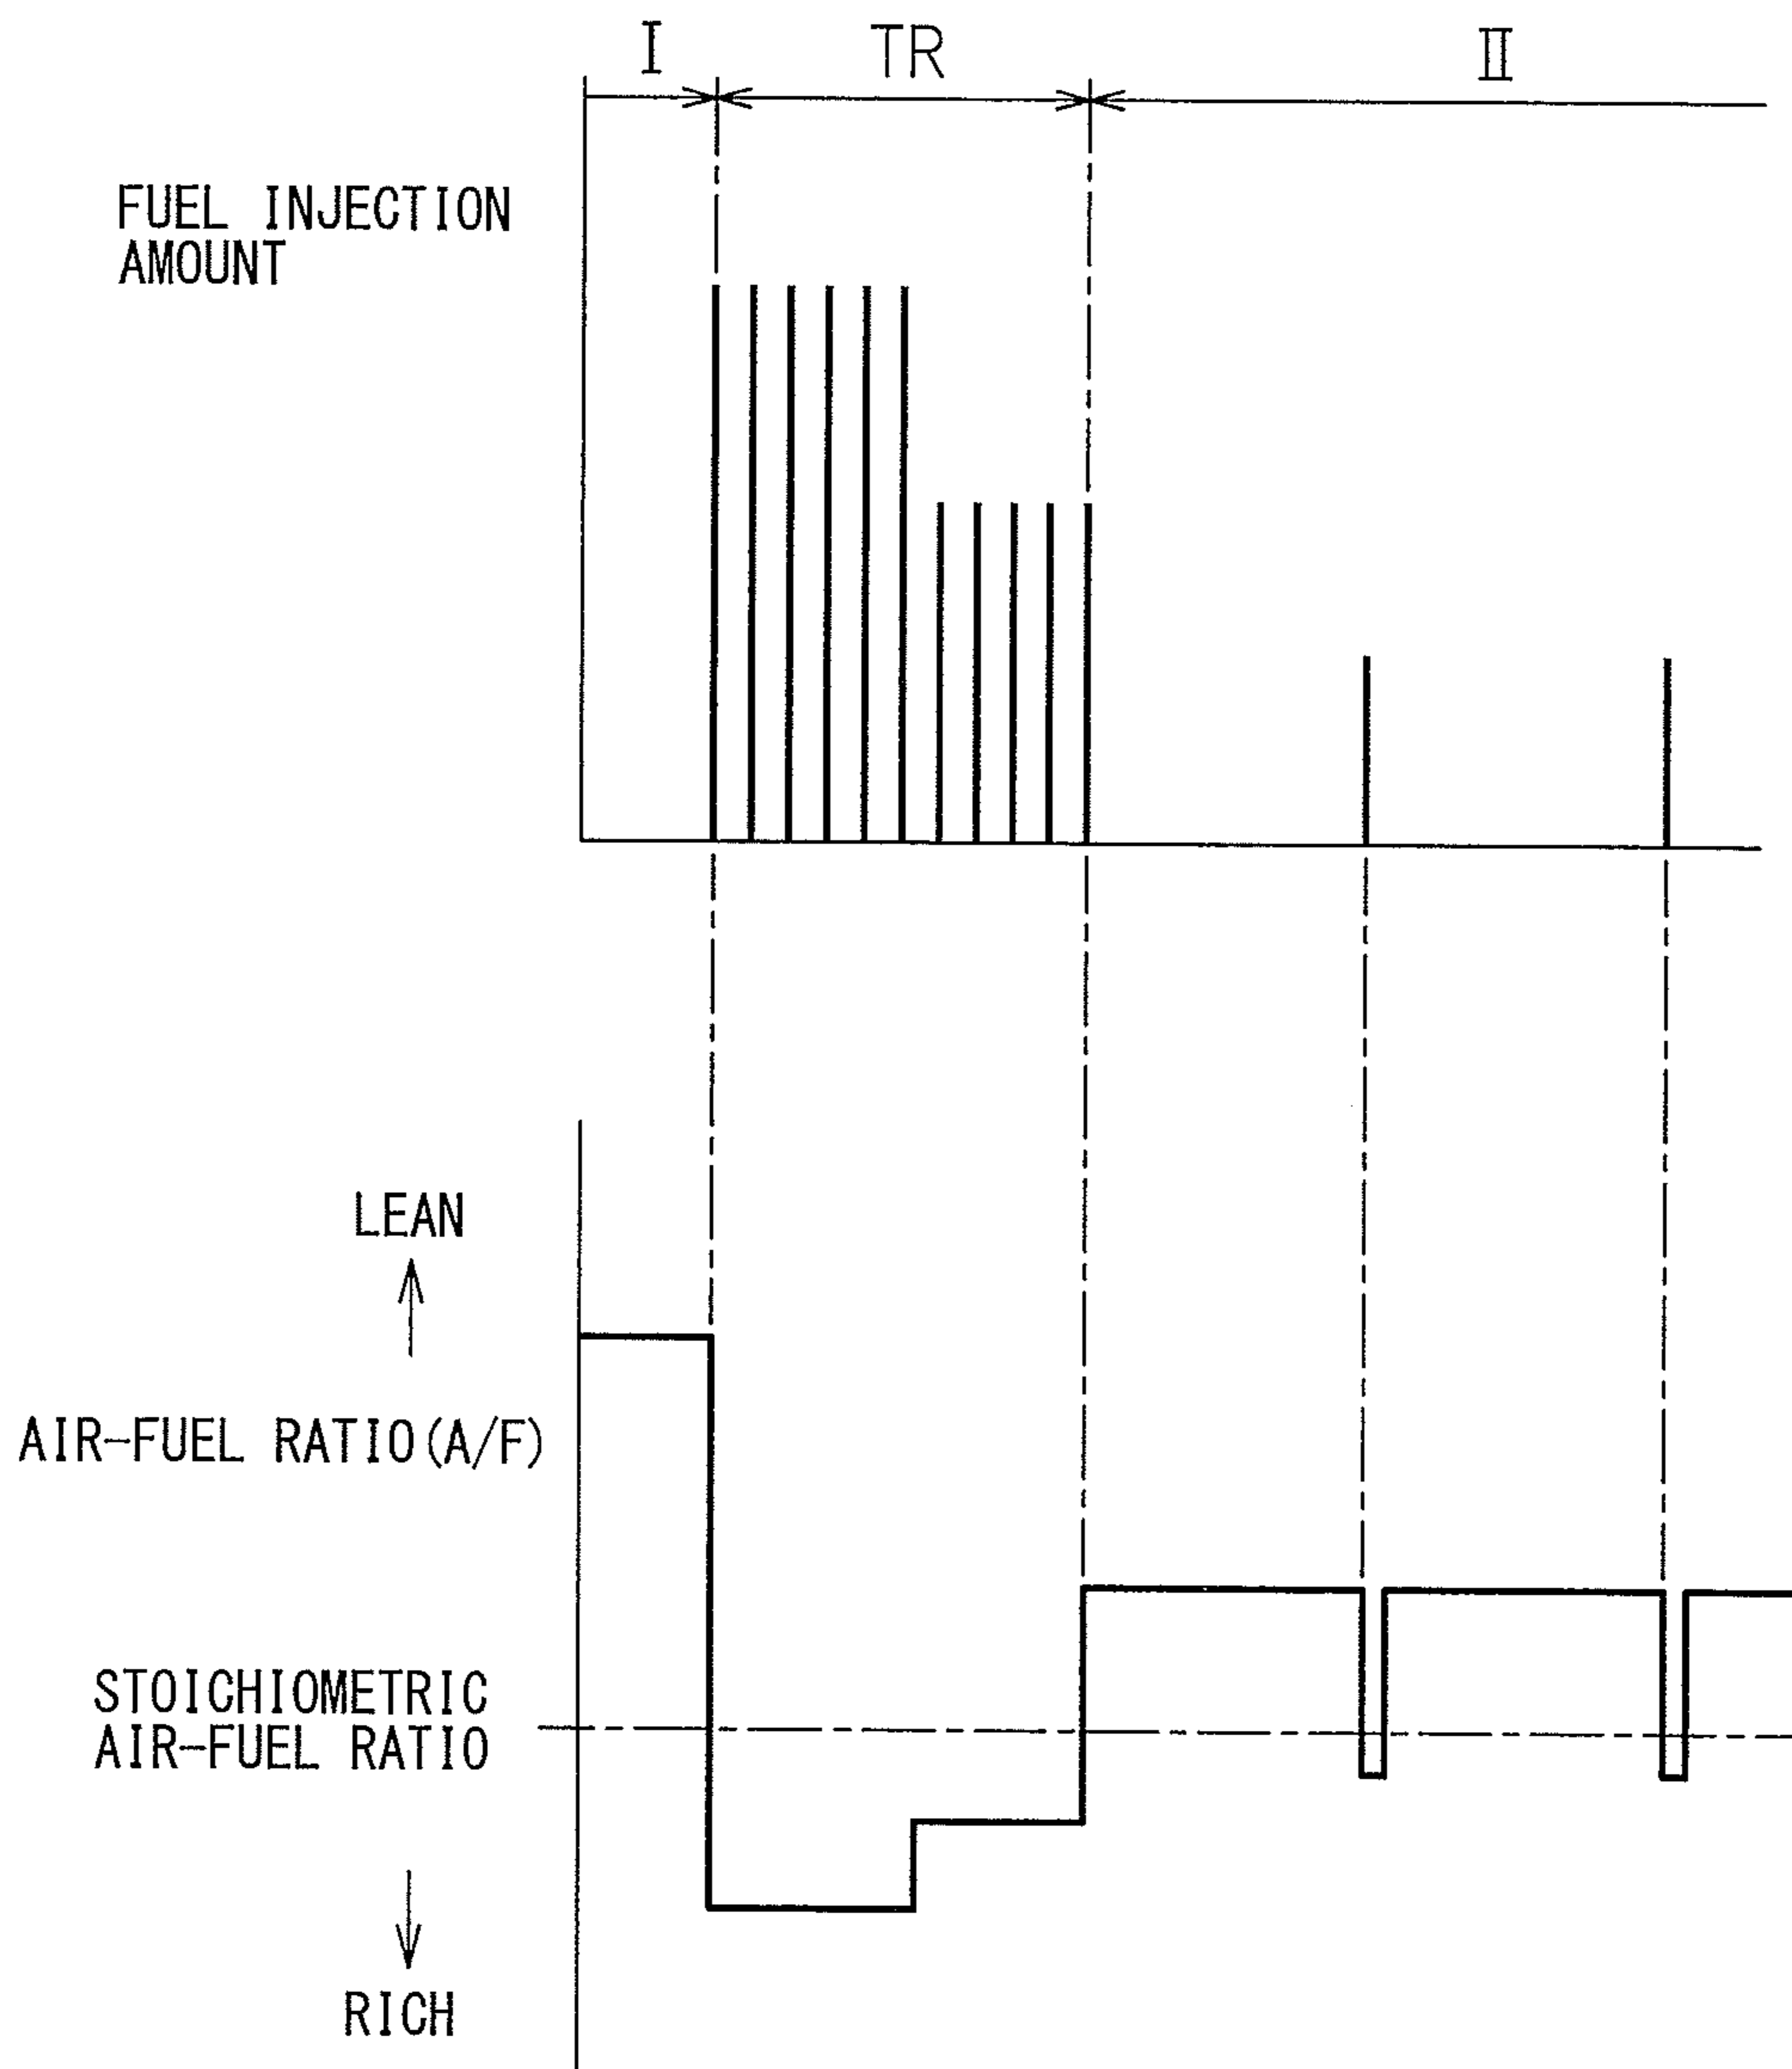 I TR II
FUEL INJECTION
AMOUNT
LEAN
AIR-FUEL RATIO(A/F)
STOICHIOMETRIC
AIR-FUEL RATIO
RICH